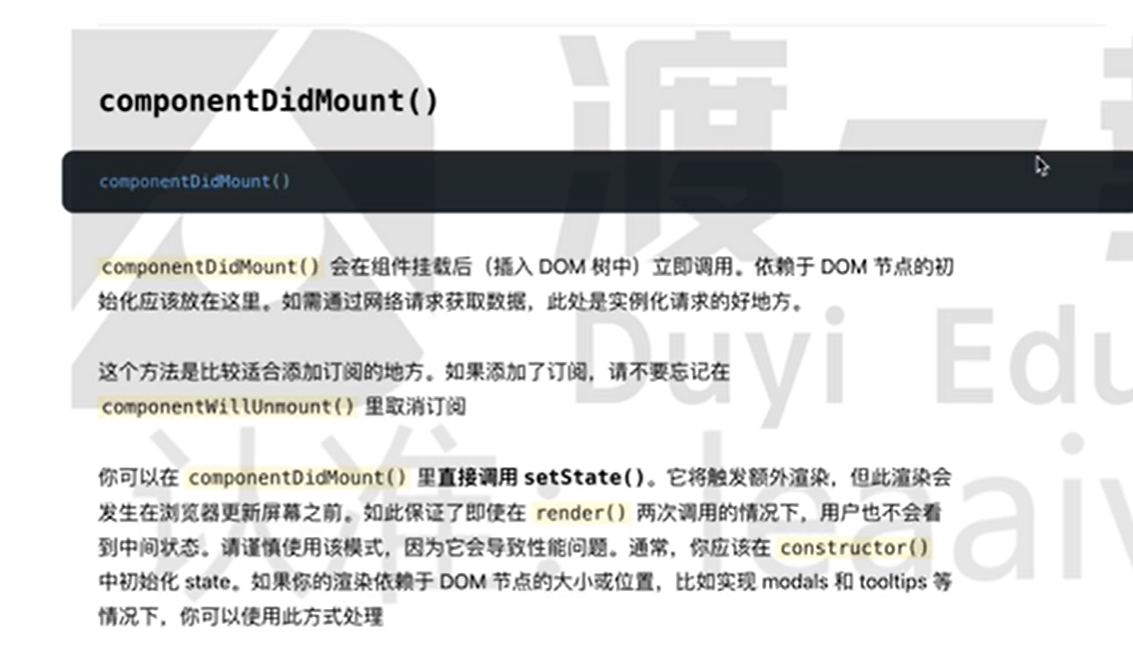 componentDidMount()
componentDidMount()
componentDidMount() 会在组件挂载后（插入 DOM 树中）立即调用。依赖于 DOM 节点的初
始化应该放在这里。如需通过网络请求获取数据，此处是实例化请求的好地方。
这个方法是比较适合添加订阅的地方。如果添加了订阅，请不要忘记在
componentWillUnmount() 里取消订阅
你可以在 componentDidMount() 里直接调用 setState()。它将触发额外渲染，但此渲染会
发生在浏览器更新屏幕之前。如此保证了即使在 render() 两次调用的情况下，用户也不会看
到中间状态。请谨慎使用该模式，因为它会导致性能问题。通常，你应该在 constructor()
中初始化 state。如果你的渲染依赖于 DOM 节点的大小或位置，比如实现 modals 和 tooltips 等
情况下，你可以使用此方式处理
渡一
Duyi Edu
认准：leaaiv